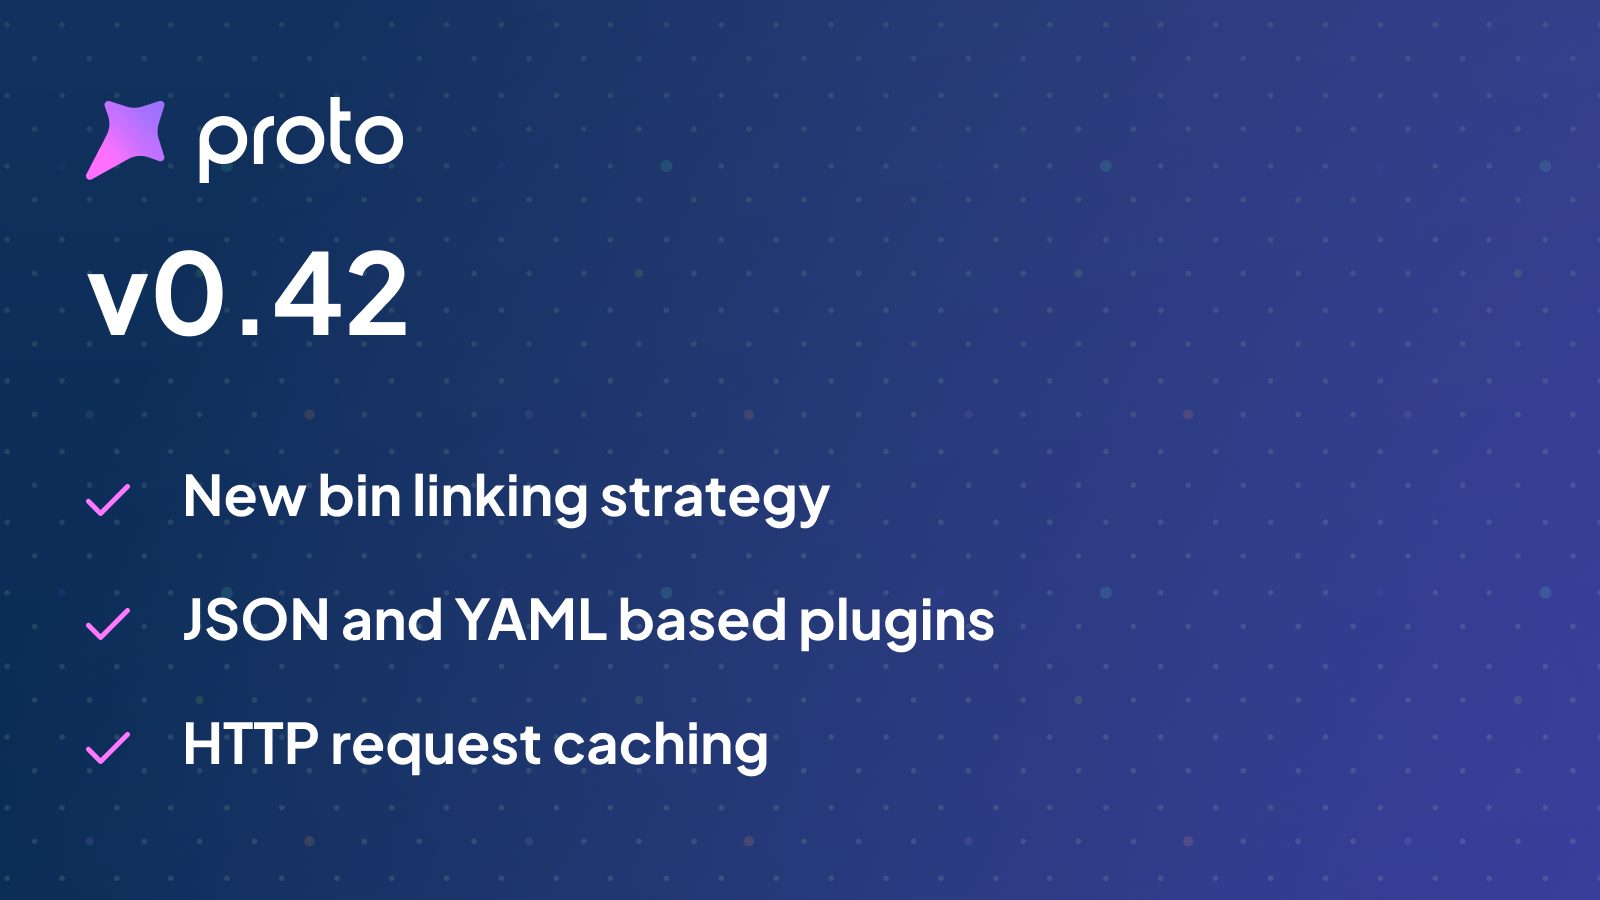 proto
v0.42
New bin linking strategy
JSON and YAML based plugins
HTTP request caching